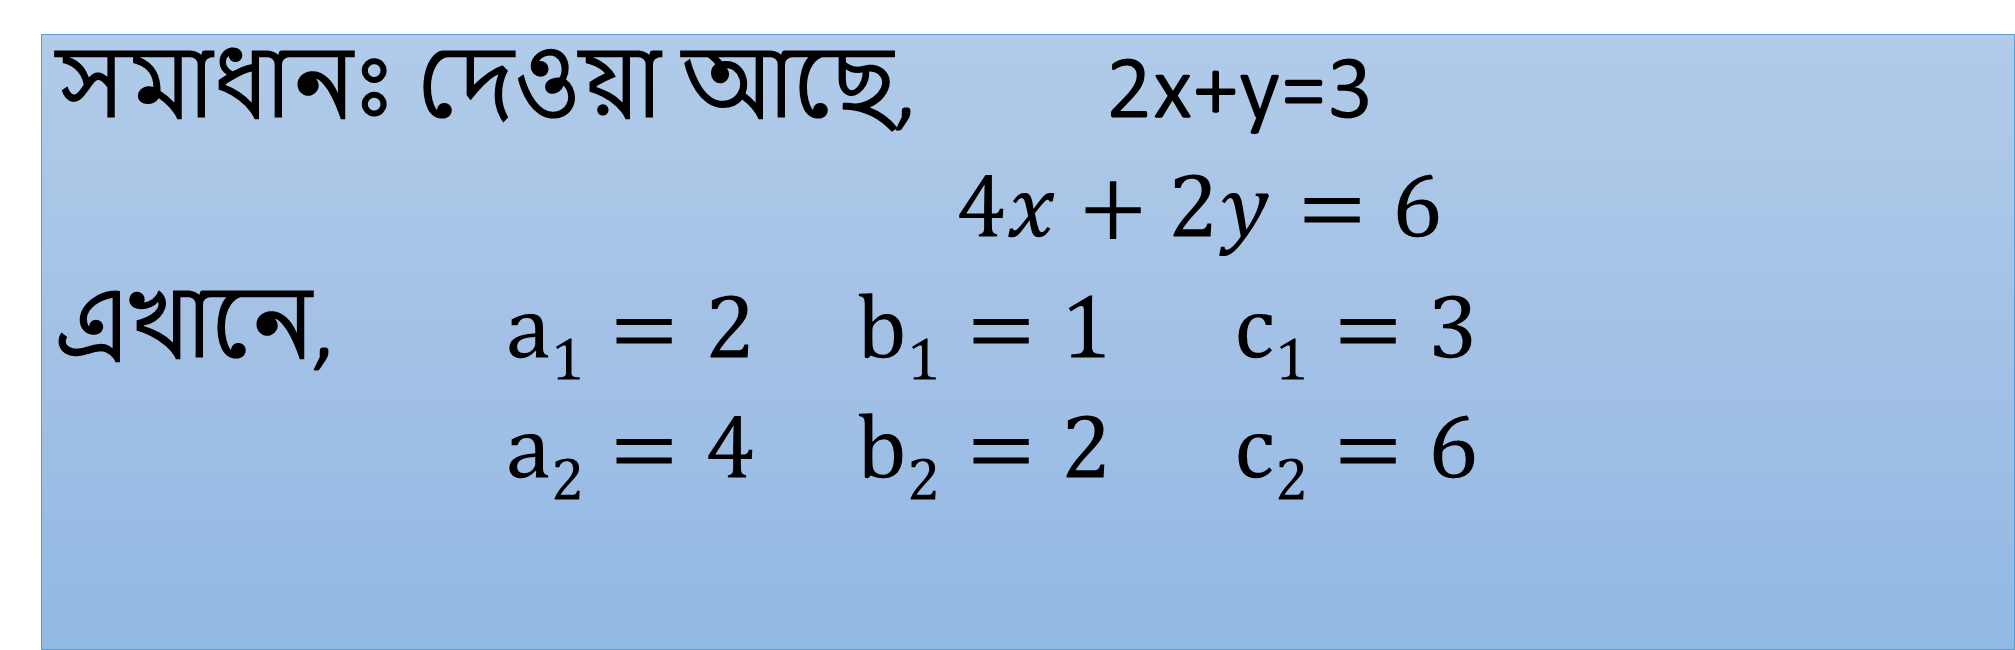 সমাধানঃ দেওয়া আছে, 2x+y=3
4x + 2y = 6
এখানে, a₁ = 2 b₁ = 1 c₁ = 3
a₂ = 4 b₂ = 2 c₂ = 6